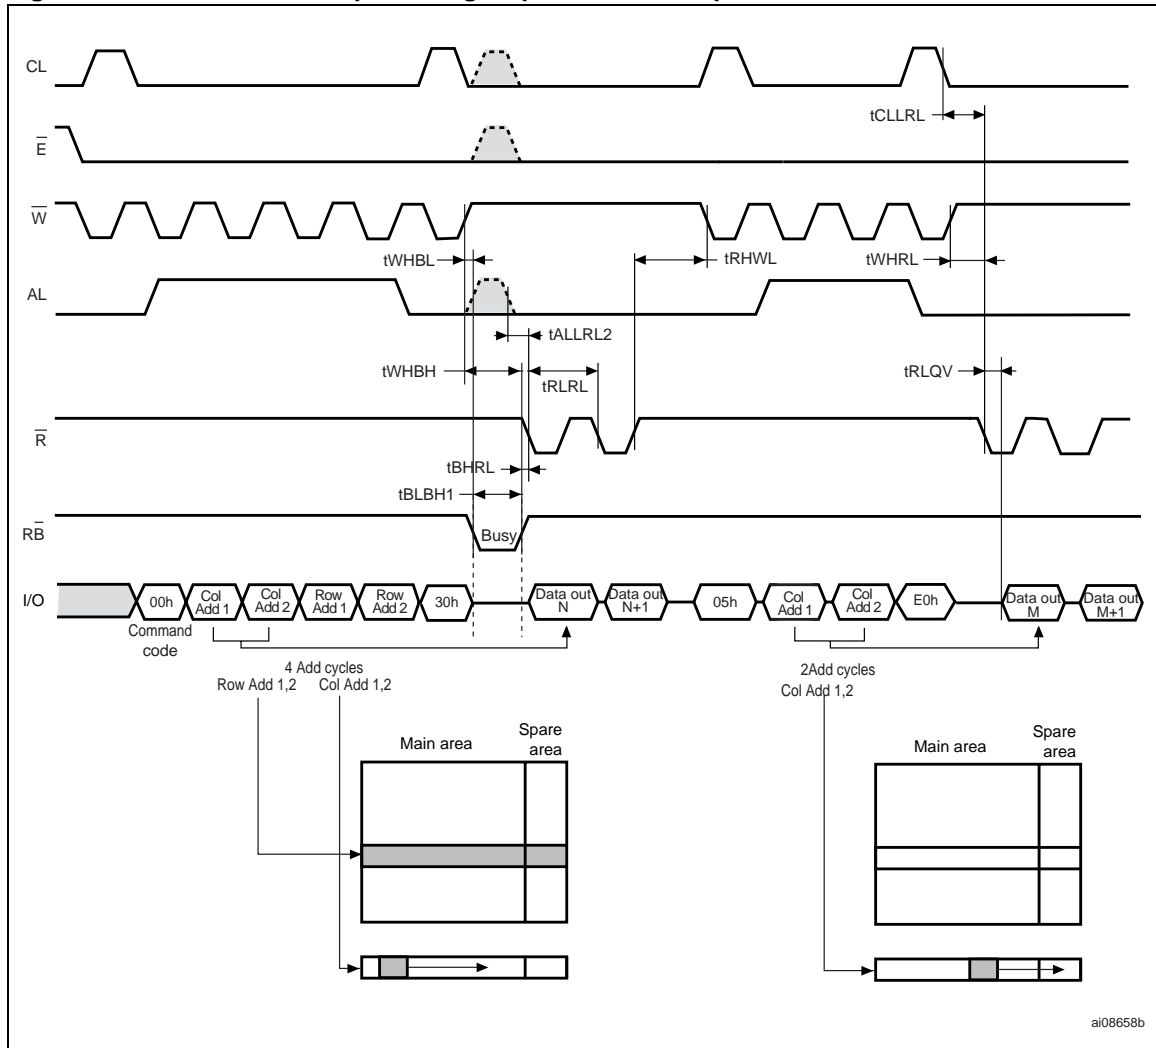 CL
tCLLRL
E
W
tWHBL
tRHWL
tWHRL
AL
tALLRL2
tWHBH
tRLRL
tRLQV
R
tBHRL
tBLBH1
RB
Busy
I/O
00h
Col
Add 1
Col
Add 2
Row
Add 1
Row
Add 2
30h
Data out
N
Data out
N+1
05h
Col
Add 1
Col
Add 2
E0h
Data out
M
Data out
M+1
Command
code
4 Add cycles
Row Add 1,2
Col Add 1,2
2Add cycles
Col Add 1,2
Main area
Spare
area
Main area
Spare
area
ai08658b